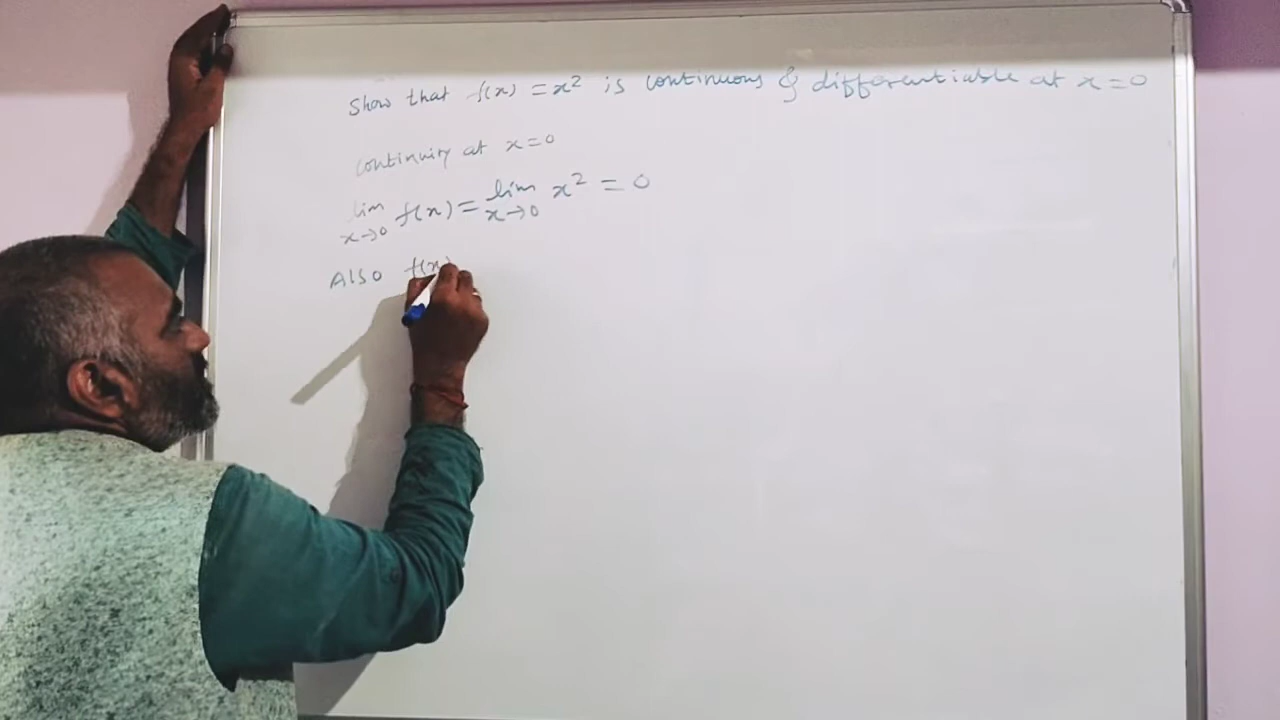 Show that f(x) = x² is continuous & differentiable at x = 0
continuity at x = 0
lim x→0 f(x) = lim x→0 x² = 0
Also f(x)